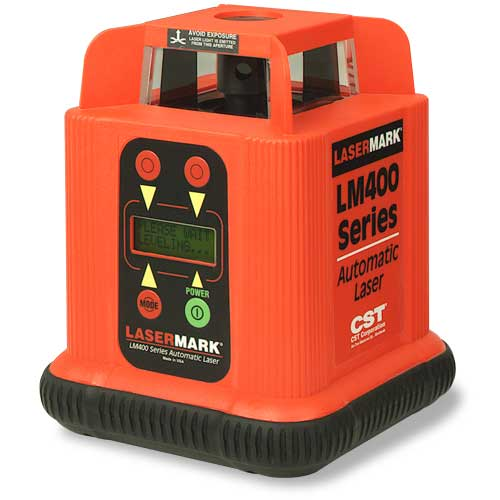 AVOID EXPOSURE
LASER LIGHT IS EMITTED
FROM THIS APERTURE
PLEASE WAIT
LEVELING...
MODE
POWER
LASERMARK®
LM400 Series Automatic Laser
Made in USA
LASERMARK®
LM400
Series
Automatic
Laser
CST
CST Corporation